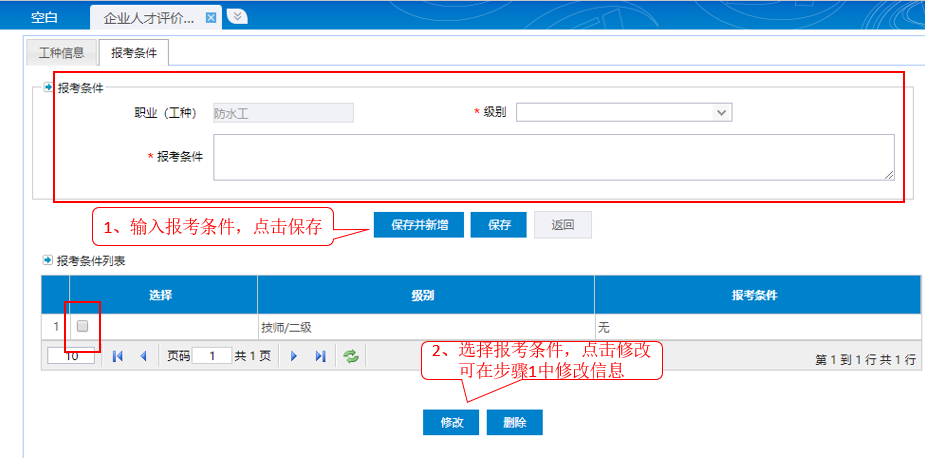 空白 企业人才评价...
工种信息 报考条件
报考条件
职业（工种） 防水工 * 级别
* 报考条件
1、输入报考条件，点击保存 保存并新增 保存 返回
报考条件列表
选择 级别 报考条件
1 技师/二级 无
10 页码 1 共 1 页 第 1 到 1 行 共 1 行
2、选择报考条件，点击修改
可在步骤1中修改信息
修改 删除